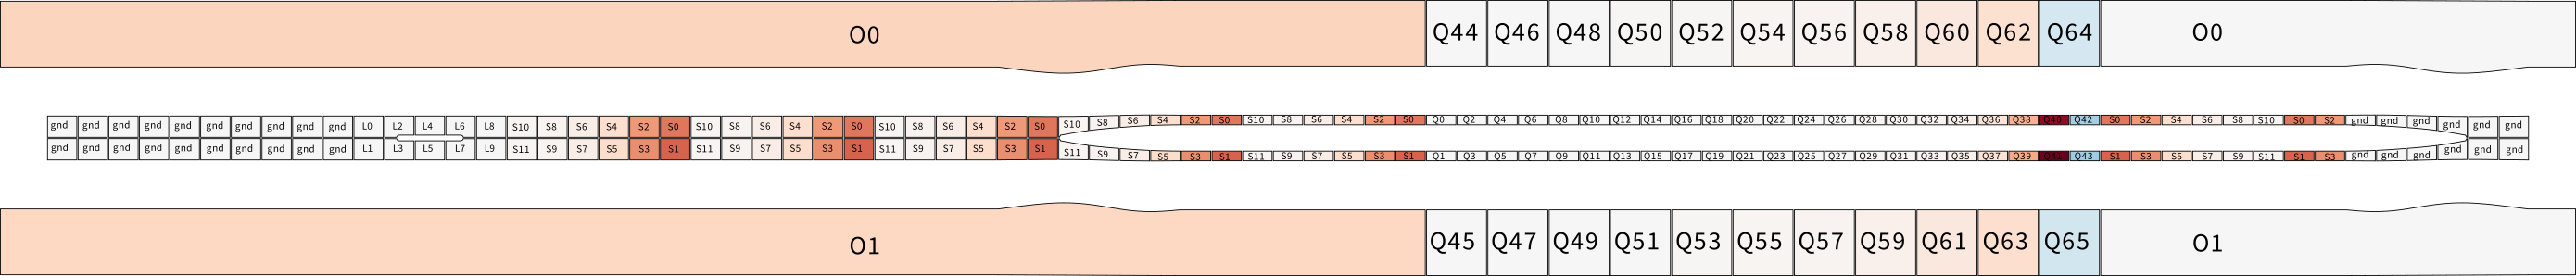 O0 Q44 Q46 Q48 Q50 Q52 Q54 Q56 Q58 Q60 Q62 Q64 O0
gnd gnd gnd gnd gnd gnd gnd gnd gnd gnd L0 L2 L4 L6 L8 S10 S8 S6 S4 S2 S0 S10 S8 S6 S4 S2 S0 S10 S8 S6 S4 S2 S0 S10 S8 S6 S4 S2 S0 S10 S8 S6 S4 S2 S0 Q0 Q2 Q4 Q6 Q8 Q10 Q12 Q14 Q16 Q18 Q20 Q22 Q24 Q26 Q28 Q30 Q32 Q34 Q36 Q38 Q40 Q42 S0 S2 S4 S6 S8 S10 S0 S2 gnd gnd gnd gnd gnd gnd
gnd gnd gnd gnd gnd gnd gnd gnd gnd gnd L1 L3 L5 L7 L9 S11 S9 S7 S5 S3 S1 S11 S9 S7 S5 S3 S1 S11 S9 S7 S5 S3 S1 S11 S9 S7 S5 S3 S1 S11 S9 S7 S5 S3 S1 Q1 Q3 Q5 Q7 Q9 Q11 Q13 Q15 Q17 Q19 Q21 Q23 Q25 Q27 Q29 Q31 Q33 Q35 Q37 Q39 Q41 Q43 S1 S3 S5 S7 S9 S11 S1 S3 gnd gnd gnd gnd gnd gnd
O1 Q45 Q47 Q49 Q51 Q53 Q55 Q57 Q59 Q61 Q63 Q65 O1